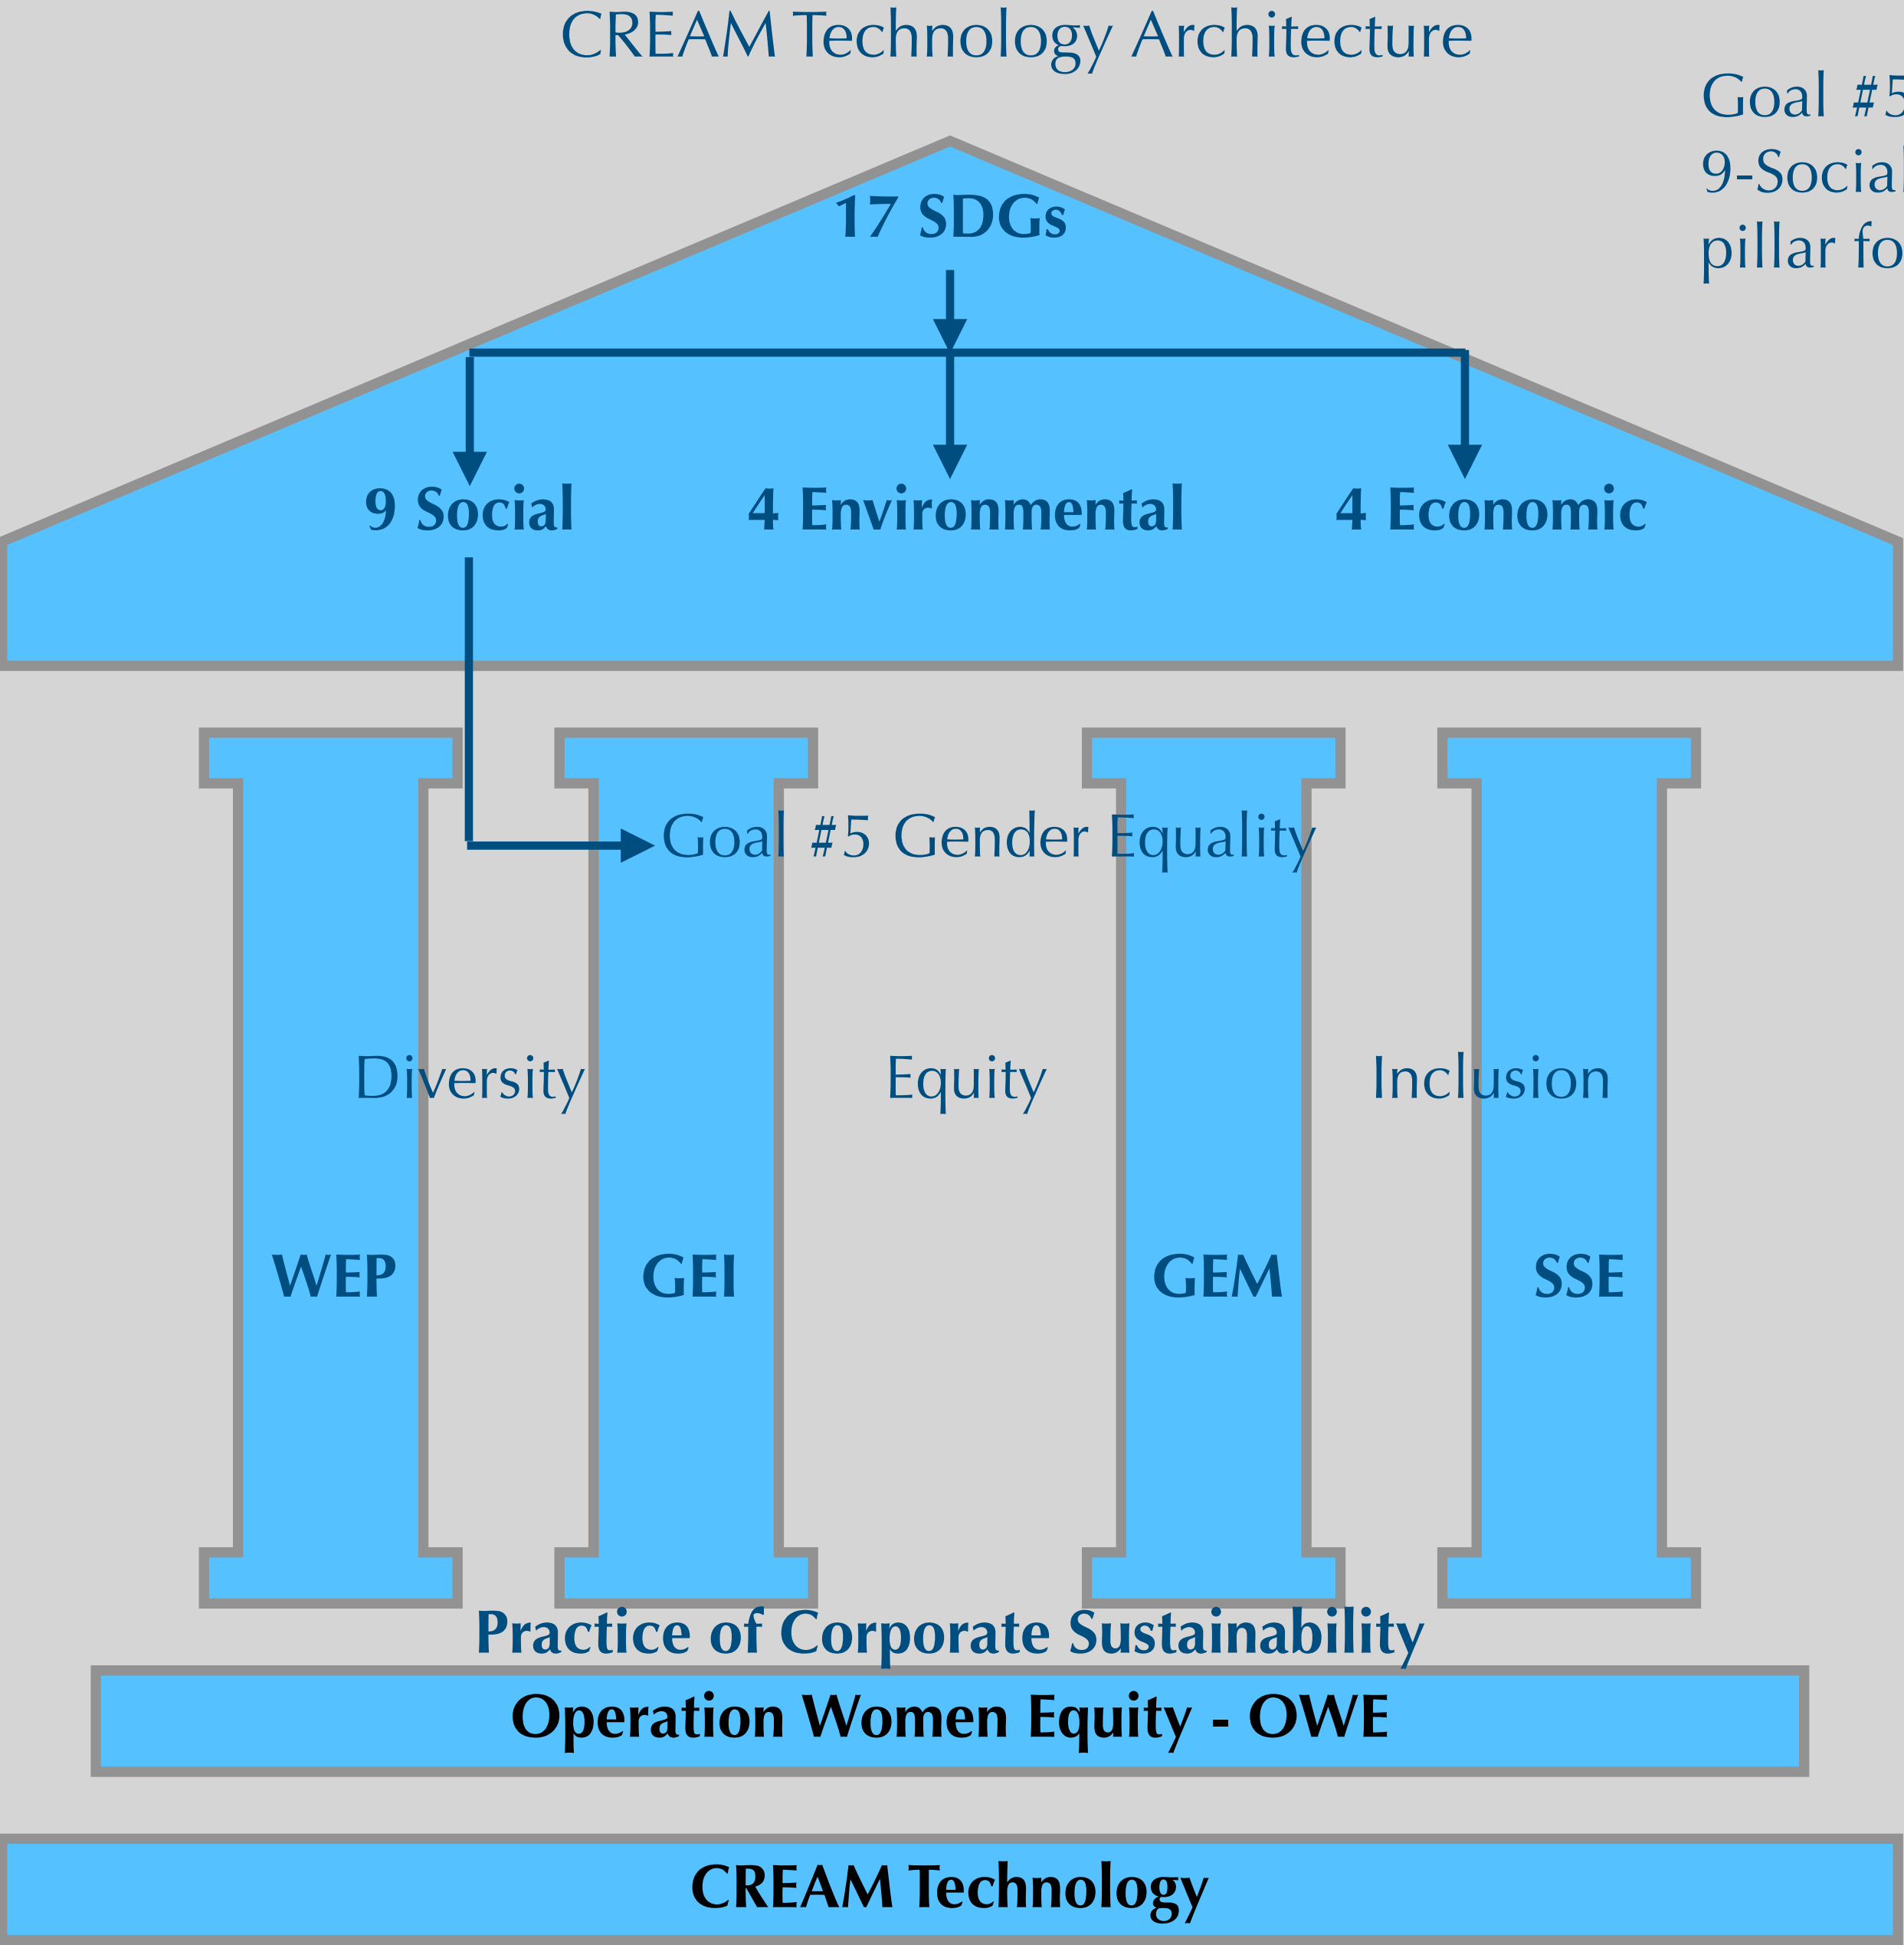 CREAM Technology Architecture
Goal #5
9-Social
pillar
17 SDGs
9 Social
4 Environmental
4 Economic
Goal #5 Gender Equality
Diversity
Equity
Inclusion
WEP
GEI
GEM
SSE
Practice of Corporate Sustainability
Operation Women Equity - OWE
CREAM Technology